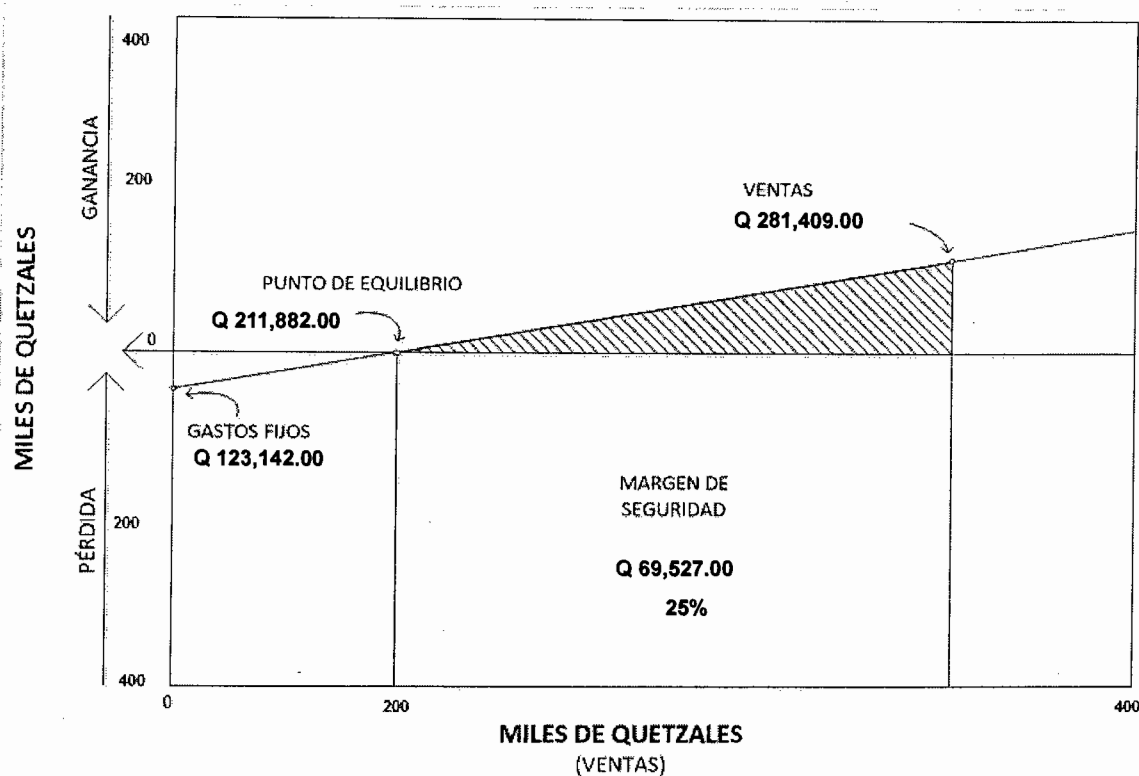 400
GANANCIA
200
VENTAS
Q 281,409.00
PUNTO DE EQUILIBRIO
Q 211,882.00
0
MILES DE QUETZALES
GASTOS FIJOS
Q 123,142.00
MARGEN DE
SEGURIDAD
PÉRDIDA
200
Q 69,527.00
25%
400
0
200
400
MILES DE QUETZALES
(VENTAS)